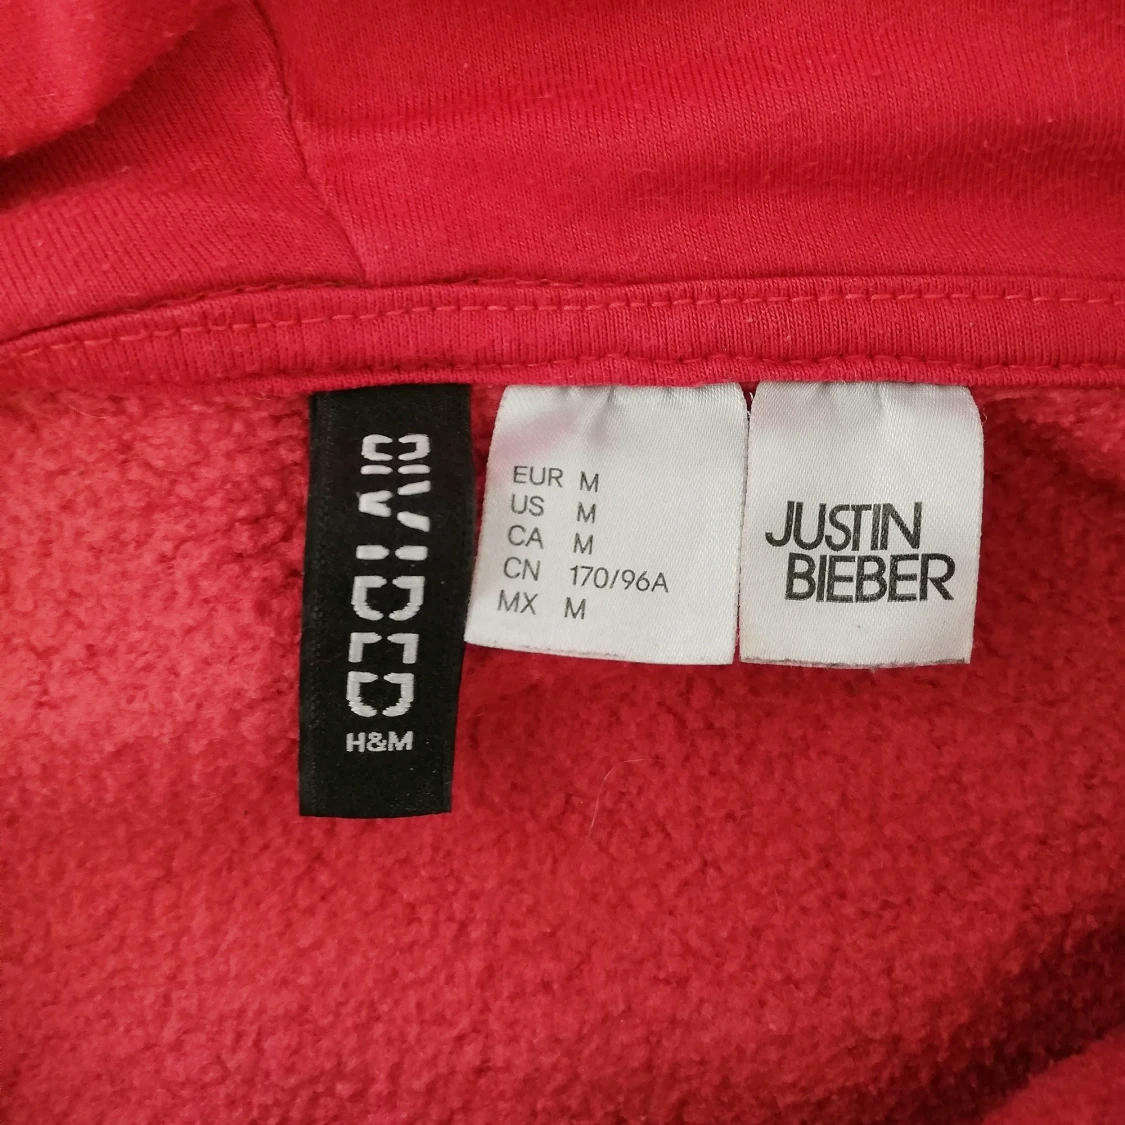 DIVIDED
H&M
EUR M
US M
CA M
CN 170/96A
MX M
JUSTIN
BIEBER